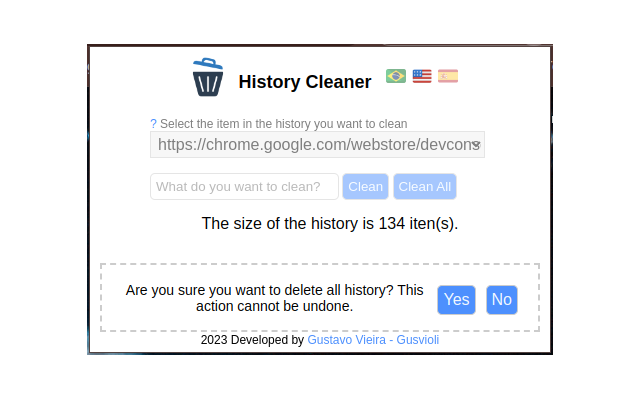 History Cleaner
? Select the item in the history you want to clean
https://chrome.google.com/webstore/devcons
What do you want to clean? Clean Clean All
The size of the history is 134 iten(s).
Are you sure you want to delete all history? This
action cannot be undone.
Yes No
2023 Developed by Gustavo Vieira - Gusvioli